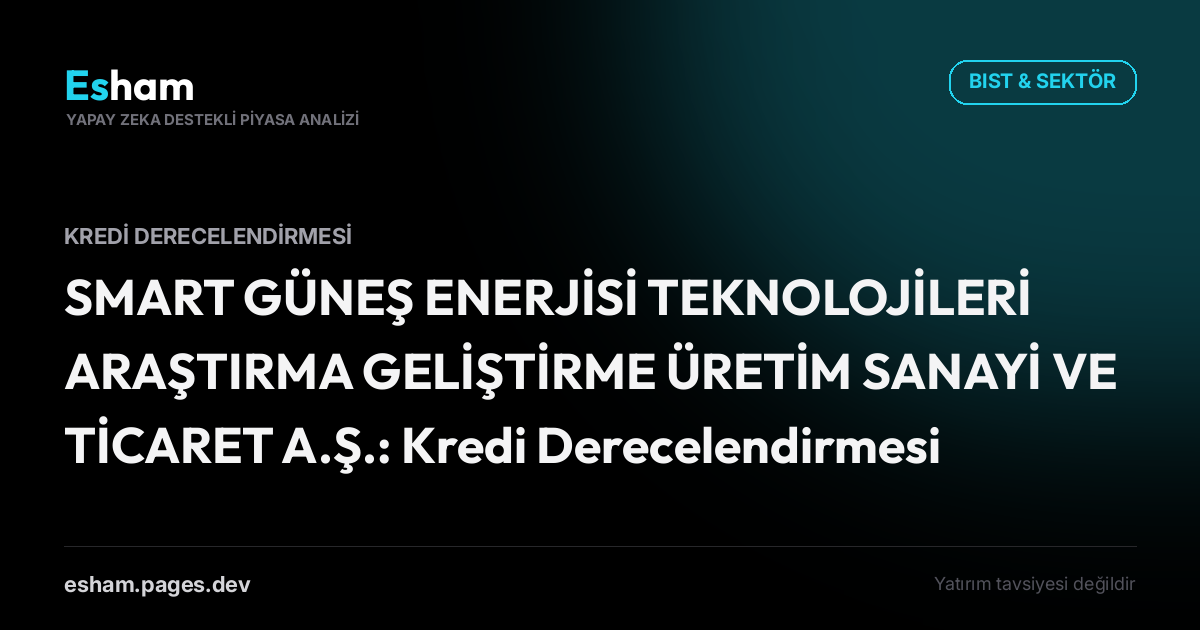 Esham
YAPAY ZEKA DESTEKLİ PİYASA ANALİZİ
BIST & SEKTÖR
KREDİ DERECELENDİRMESİ
SMART GÜNEŞ ENERJİSİ TEKNOLOJİLERİ
ARAŞTIRMA GELİŞTİRME ÜRETİM SANAYİ VE
TİCARET A.Ş.: Kredi Derecelendirmesi
esham.pages.dev
Yatırım tavsiyesi değildir